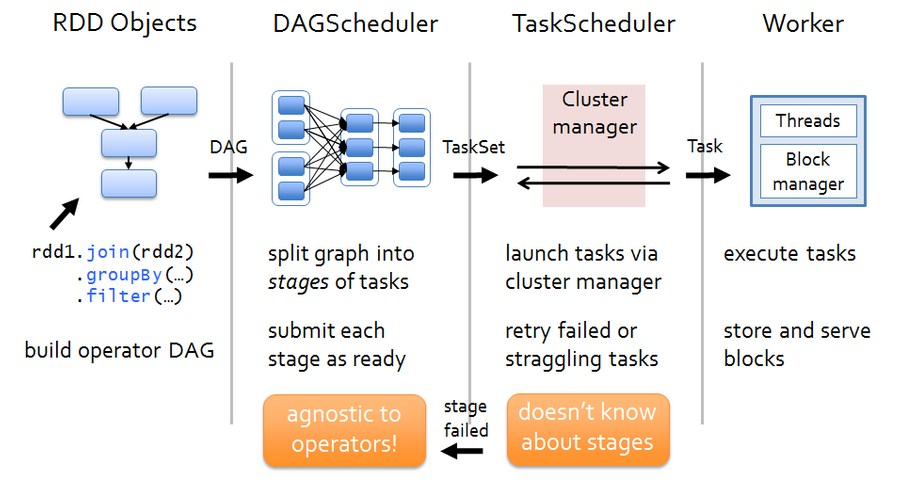 RDD Objects
DAGScheduler
TaskScheduler
Worker
DAG
TaskSet
Cluster
manager
Task
Threads
Block
manager
rdd1.join(rdd2)
.groupBy(…)
.filter(…)
build operator DAG
split graph into
stages of tasks
submit each
stage as ready
launch tasks via
cluster manager
retry failed or
straggling tasks
execute tasks
store and serve
blocks
agnostic to
operators!
stage
failed
doesn't know
about stages